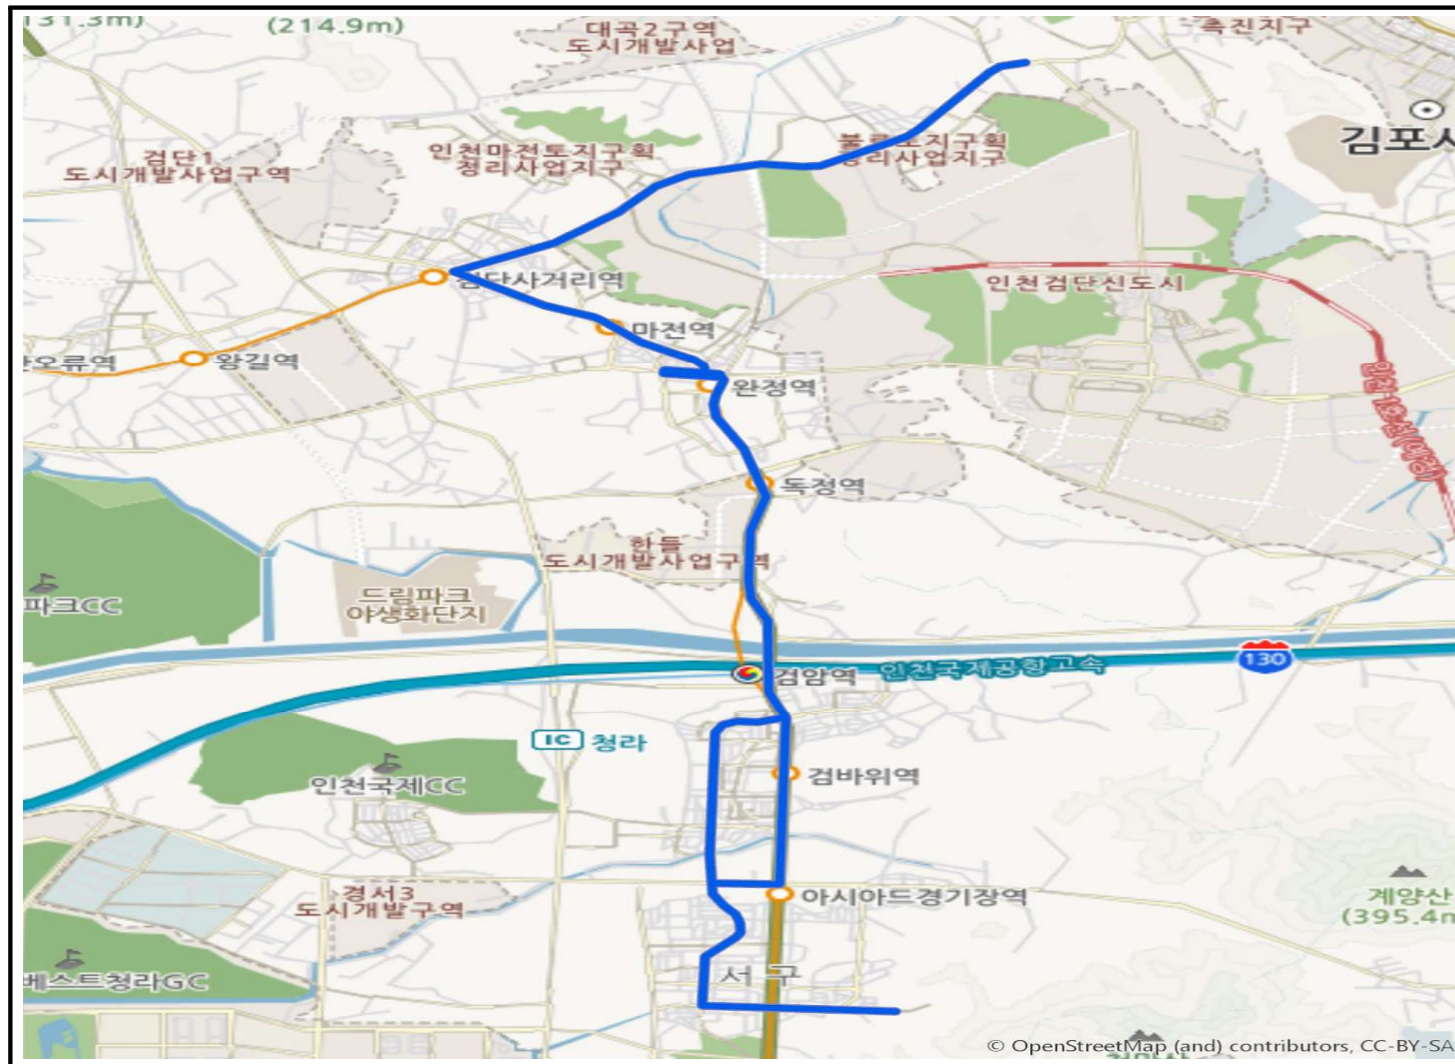 (214.9m)
대곡2구역
도시개발사업
촉진지구
김포시
검단1
도시개발사업구역
인천마전토지구획
정리사업지구
정리사업지구
검단사거리역
인천검단신도시
마전역
왕길역
오류역
완정역
독정역
한들
도시개발사업구역
드림파크
야생화단지
파크CC
130
검암역
인천국제공항고속
IC 청라
인천국제CC
검바위역
경서3
도시개발구역
아시아드경기장역
계양산
(395.4m
베스트청라GC
서구
© OpenStreetMap (and) contributors, CC-BY-SA